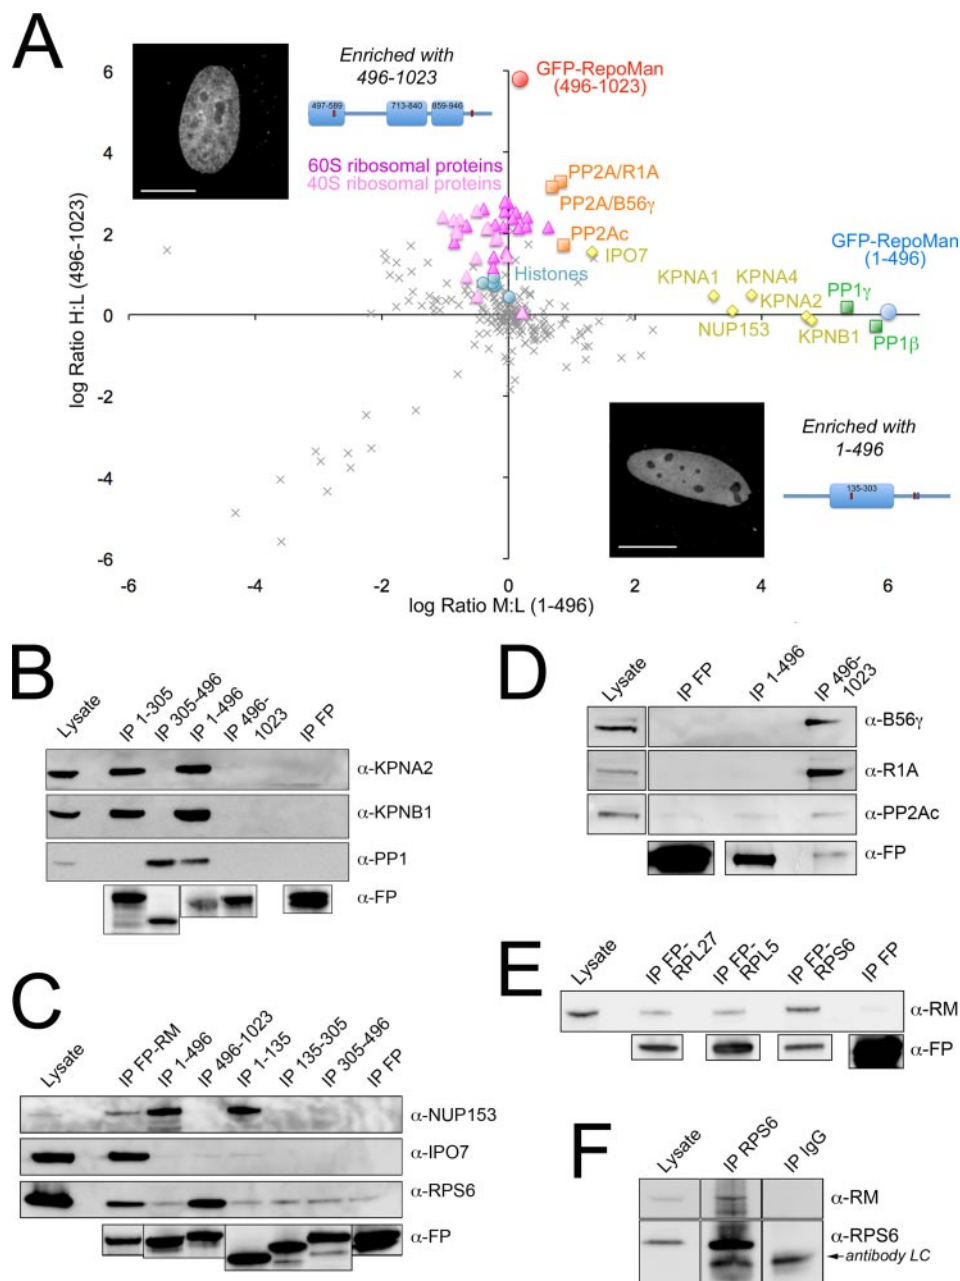 A
Enriched with
496-1023
497-589
713-840
859-946
60S ribosomal proteins
40S ribosomal proteins
GFP-RepoMan
(496-1023)
PP2A/R1A
PP2A/B56γ
PP2Ac
IPO7
Histones
GFP-RepoMan
(1-496)
KPNA1
KPNA4
PP1γ
KPNA2
NUP153
KPNB1
PP1β
Enriched with
1-496
135-303
log Ratio H:L (496-1023)
6
4
2
0
-2
-4
-6
-6
-4
-2
0
2
4
6
log Ratio M:L (1-496)
B
Lysate
IP 1-305
IP 305-496
IP 1-496
IP 496-
1023
IP FP
α-KPNA2
α-KPNB1
α-PP1
α-FP
C
Lysate
IP FP-RM
IP 1-496
IP 496-1023
IP 1-135
IP 135-305
IP 305-496
IP FP
α-NUP153
α-IPO7
α-RPS6
α-FP
D
Lysate
IP FP
IP 1-496
IP 496-
1023
α-B56γ
α-R1A
α-PP2Ac
α-FP
E
Lysate
IP FP-
RPL27
IP FP-
RPL5
IP FP-
RPS6
IP FP
α-RM
α-FP
F
Lysate
IP RPS6
IP IgG
α-RM
α-RPS6
antibody LC